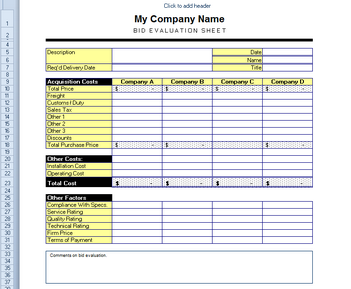 Click to add header
My Company Name
BID EVALUATION SHEET
Description Date
Name
Req'd Delivery Date Title
Acquisition Costs Company A Company B Company C Company D
Total Price $ - $ - $ - $ -
Freight
Customs / Duty
Sales Tax
Other 1
Other 2
Other 3
Discounts
Total Purchase Price $ - $ - $ - $ -
Other Costs:
Installation Cost
Operating Cost
Total Cost $ - $ - $ - $ -
Other Factors
Compliance With Specs
Service Rating
Quality Rating
Technical Rating
Firm Price
Terms of Payment
Comments on bid evaluation: